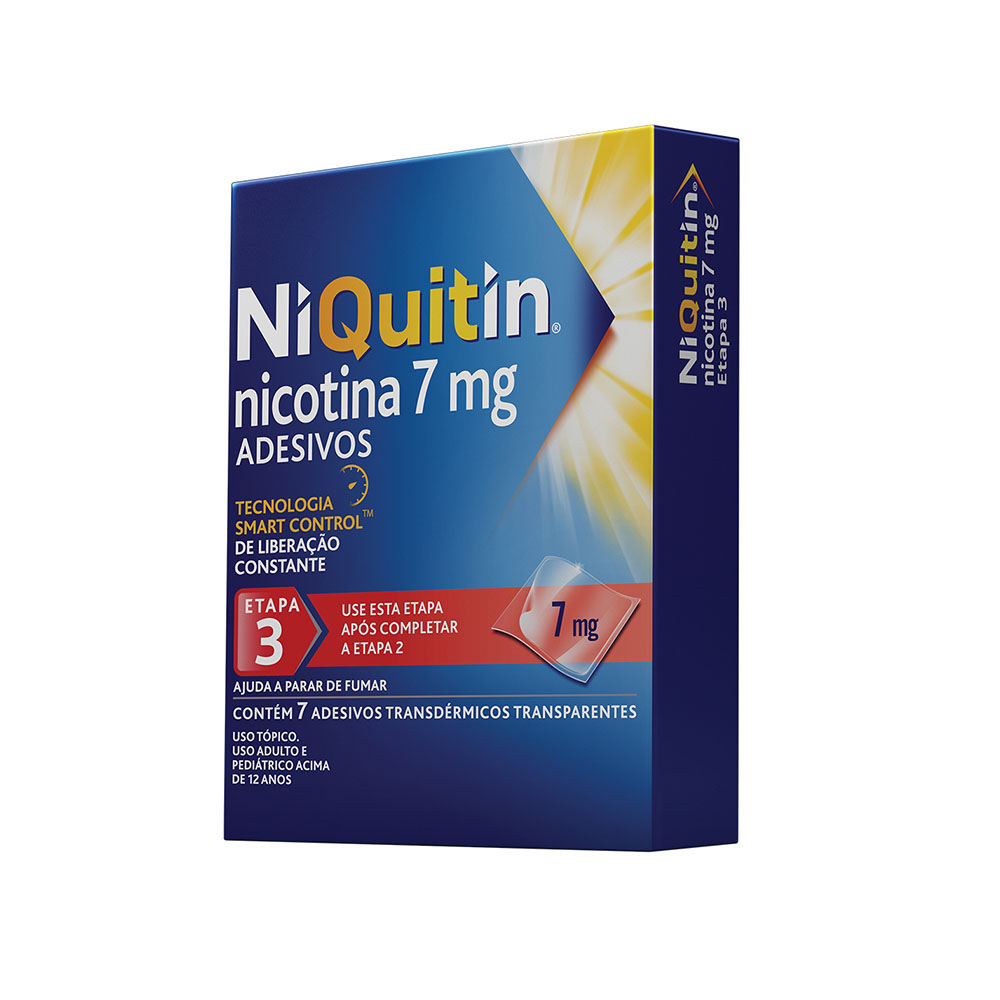 NiQuitin®
nicotina 7 mg
ADESIVOS
TECNOLOGIA
SMART CONTROL™
DE LIBERAÇÃO
CONSTANTE
ETAPA
3
USE ESTA ETAPA
APÓS COMPLETAR
A ETAPA 2
7 mg
AJUDA A PARAR DE FUMAR
CONTÉM 7 ADESIVOS TRANSDÉRMICOS TRANSPARENTES
USO TÓPICO.
USO ADULTO E
PEDIÁTRICO ACIMA
DE 12 ANOS
NiQuitin®
nicotina 7 mg
Etapa 3